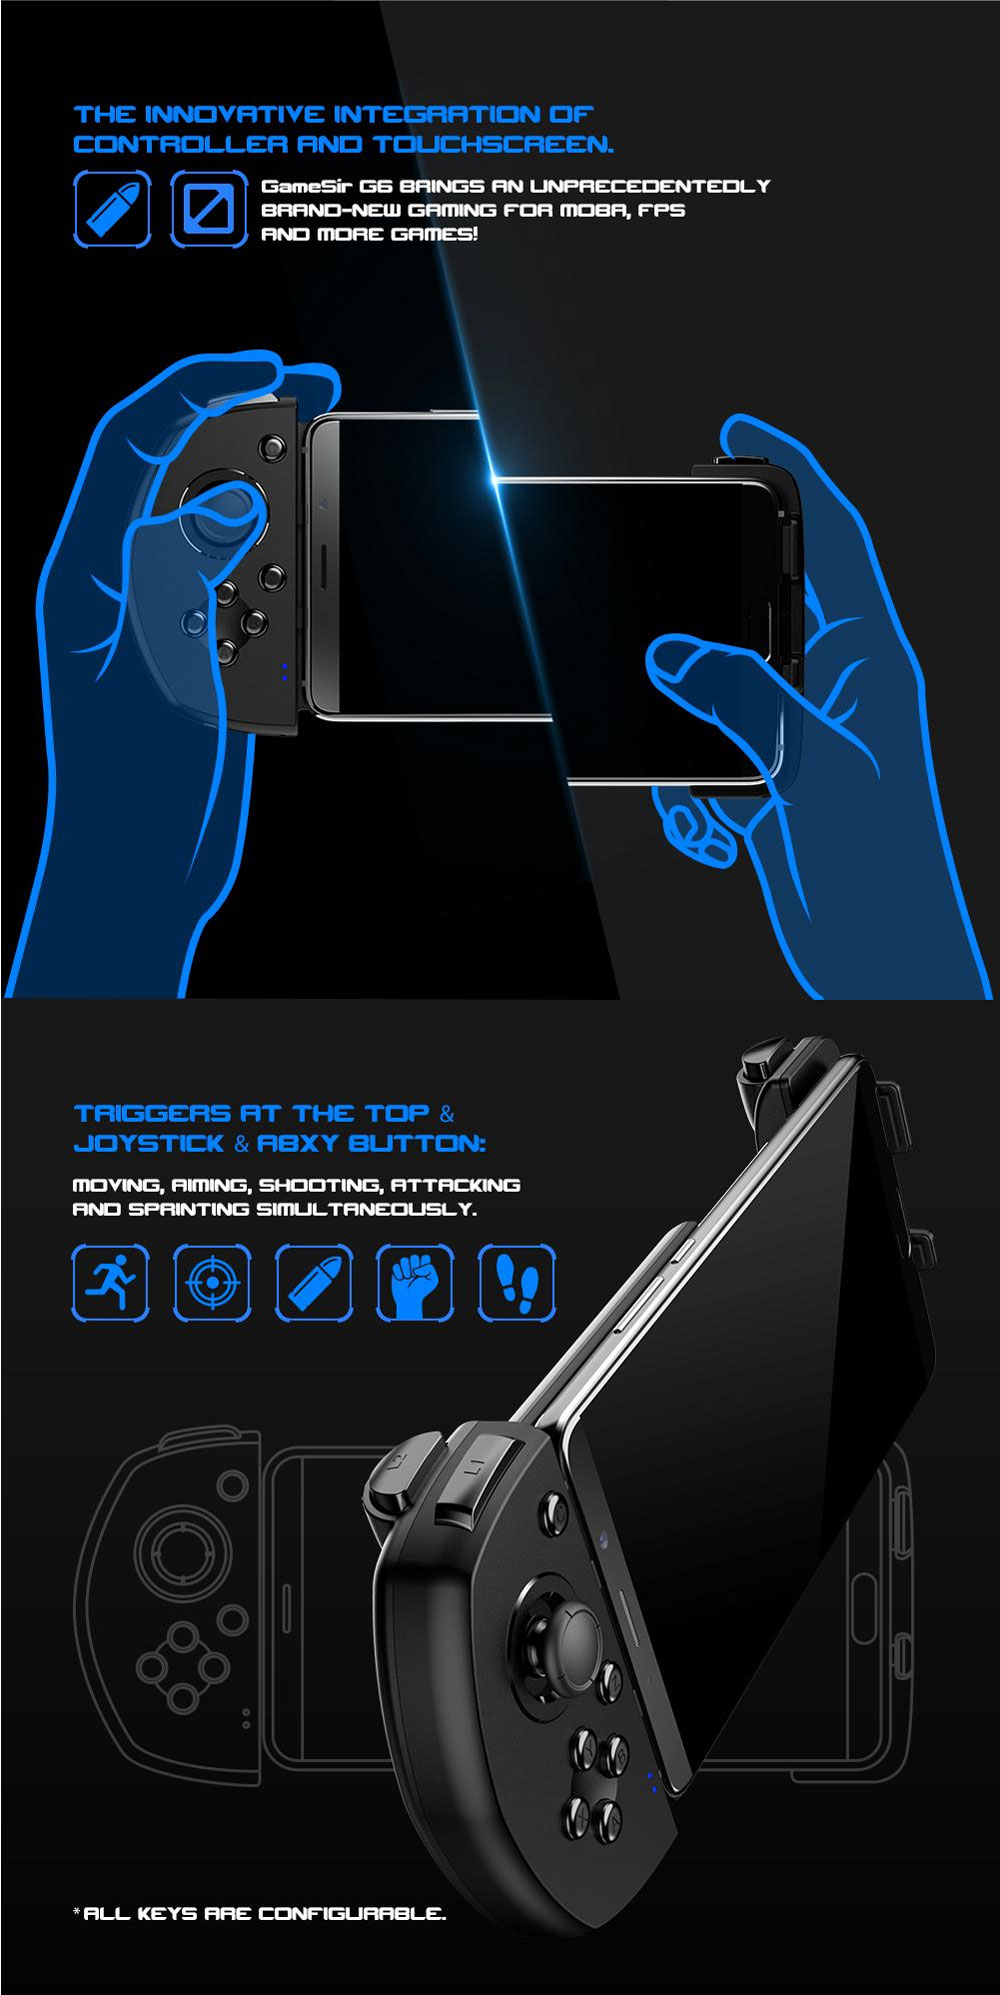 THE INNOVATIVE INTEGRATION OF
CONTROLLER AND TOUCHSCREEN.
GameSir G6 BRINGS AN UNPRECEDENTEDLY
BRAND-NEW GAMING FOR MOBA, FPS
AND MORE GAMES!
TRIGGERS AT THE TOP &
JOYSTICK & ABXY BUTTON:
MOVING, AIMING, SHOOTING, ATTACKING
AND SPRINTING SIMULTANEOUSLY.
L2
L1
*ALL KEYS ARE CONFIGURABLE.